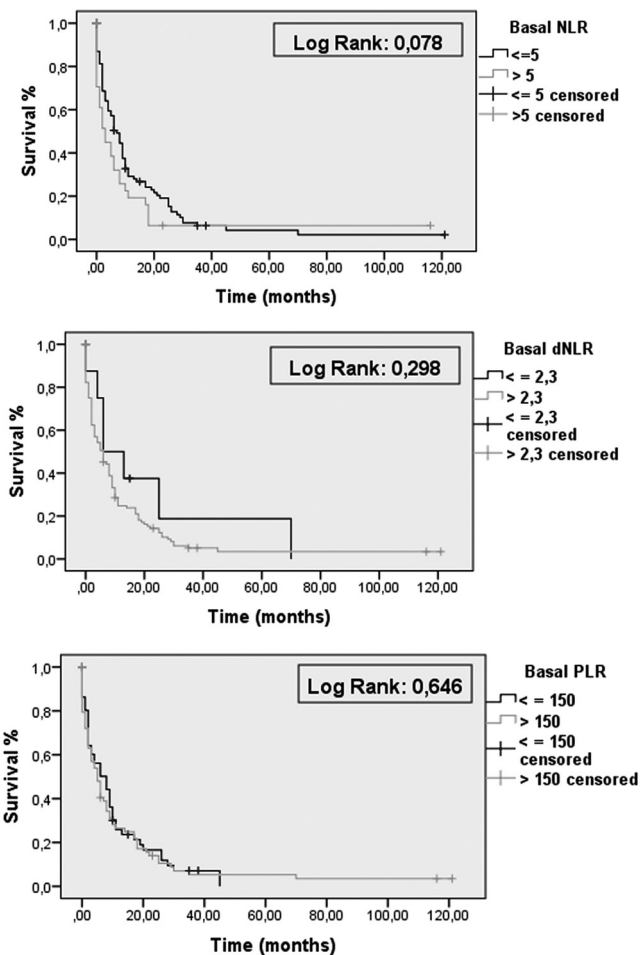 Basal NLR
<=5
> 5
<= 5 censored
>5 censored
Log Rank: 0,078
Survival %
1,0
0,8
0,6
0,4
0,2
0,0
,00 20,00 40,00 60,00 80,00 100,00 120,00
Time (months)
Basal dNLR
< = 2,3
> 2,3
< = 2,3
censored
> 2,3 censored
Log Rank: 0,298
Survival %
1,0
0,8
0,6
0,4
0,2
0,0
,00 20,00 40,00 60,00 80,00 100,00 120,00
Time (months)
Basal PLR
< = 150
> 150
< = 150
censored
> 150 censored
Log Rank: 0,646
Survival %
1,0
0,8
0,6
0,4
0,2
0,0
,00 20,00 40,00 60,00 80,00 100,00 120,00
Time (months)